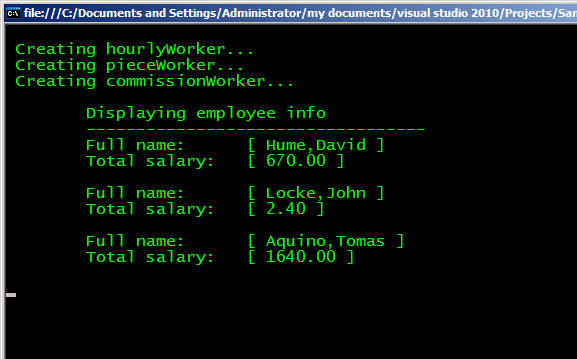 file:///C:/Documents and Settings/Administrator/my documents/visual studio 2010/Projects/San
Creating hourlyWorker...
Creating pieceWorker...
Creating commissionWorker...
Displaying employee info
----------------------------------
Full name: [ Hume,David ]
Total salary: [ 670.00 ]
Full name: [ Locke,John ]
Total salary: [ 2.40 ]
Full name: [ Aquino,Tomas ]
Total salary: [ 1640.00 ]